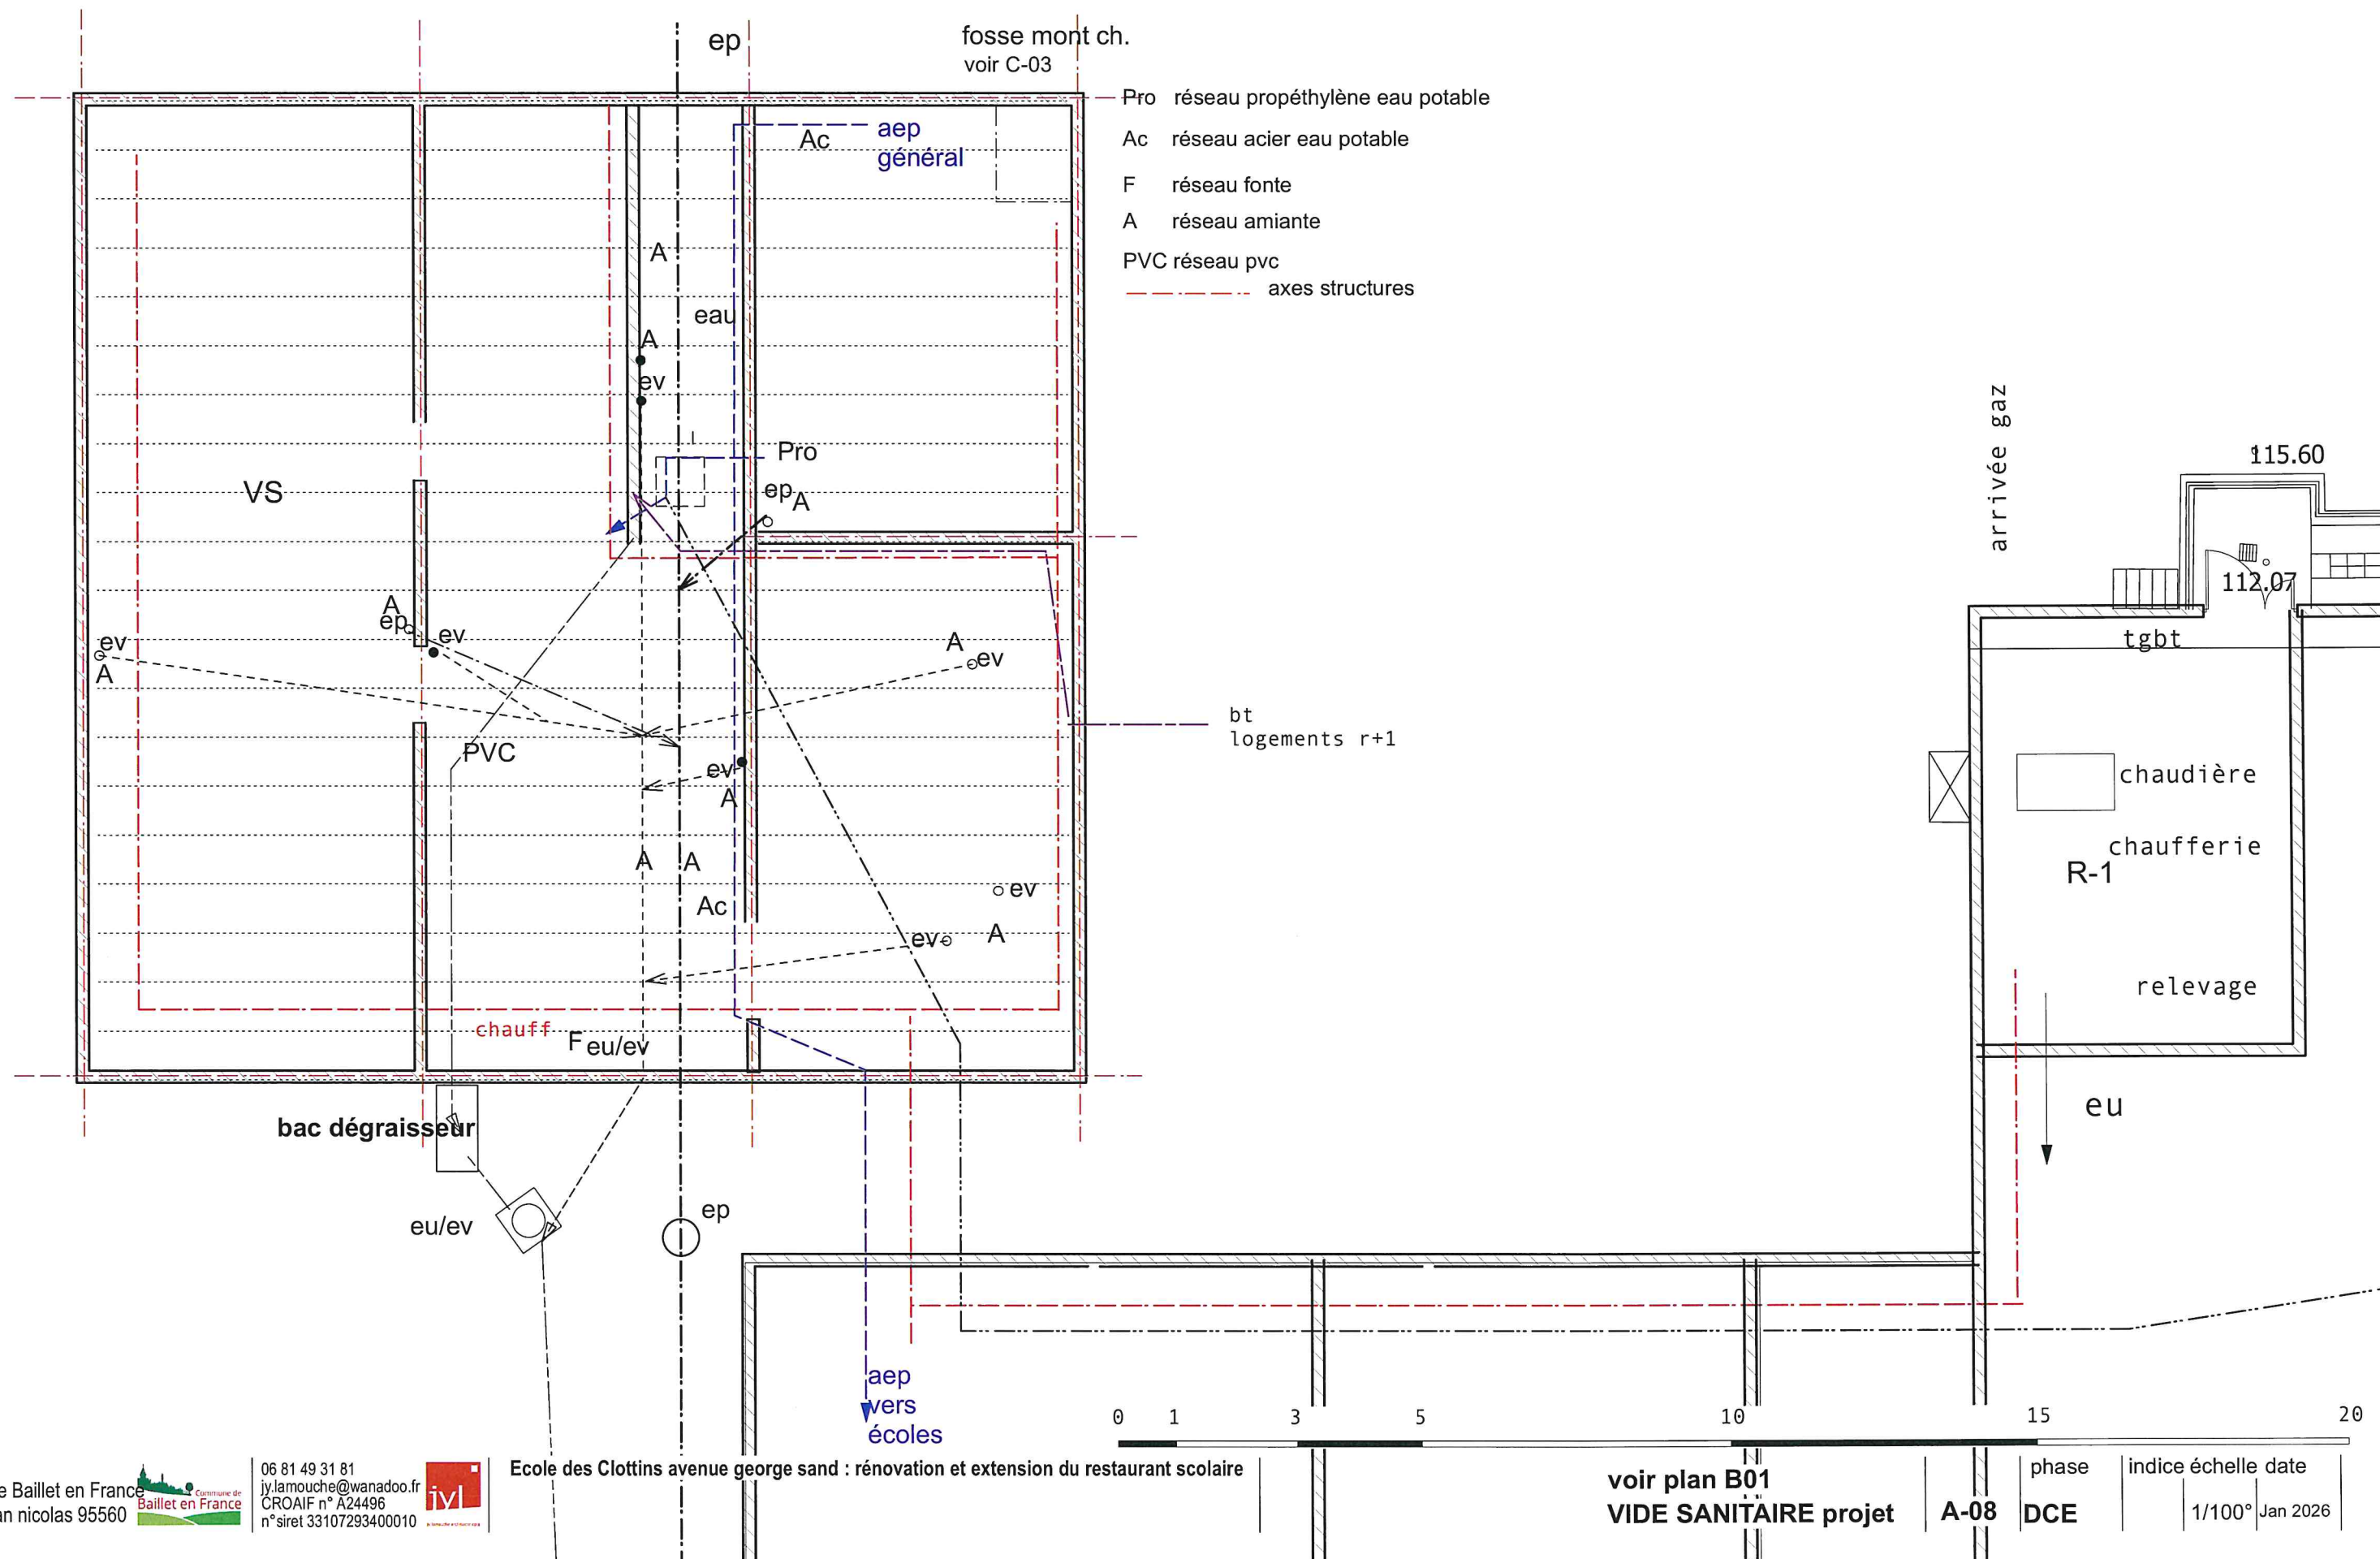 ep
fosse mont ch.
voir C-03
Pro réseau propéthylène eau potable
Ac réseau acier eau potable
F réseau fonte
A réseau amiante
PVC réseau pvc
axes structures
Ac
aep
général
A
eau
A
ev
Pro
ep
A
VS
A
ep
ev
ev
A
A
ev
PVC
ev
A
A
A
Ac
ev
ev
A
chauff
F
eu/ev
bt
logements r+1
arrivée gaz
115.60
112.07
tgbt
chaudière
chaufferie
R-1
relevage
eu
bac dégraisseur
eu/ev
ep
aep
vers
écoles
0 1 3 5 10 15 20
e Baillet en France
an nicolas 95560
Commune de
Baillet en France
06 81 49 31 81
jy.lamouche@wanadoo.fr
CROAIF n° A24496
n°siret 33107293400010
jyl
Ecole des Clottins avenue george sand : rénovation et extension du restaurant scolaire
voir plan B01
VIDE SANITAIRE projet
A-08
phase
DCE
indice échelle date
1/100° Jan 2026